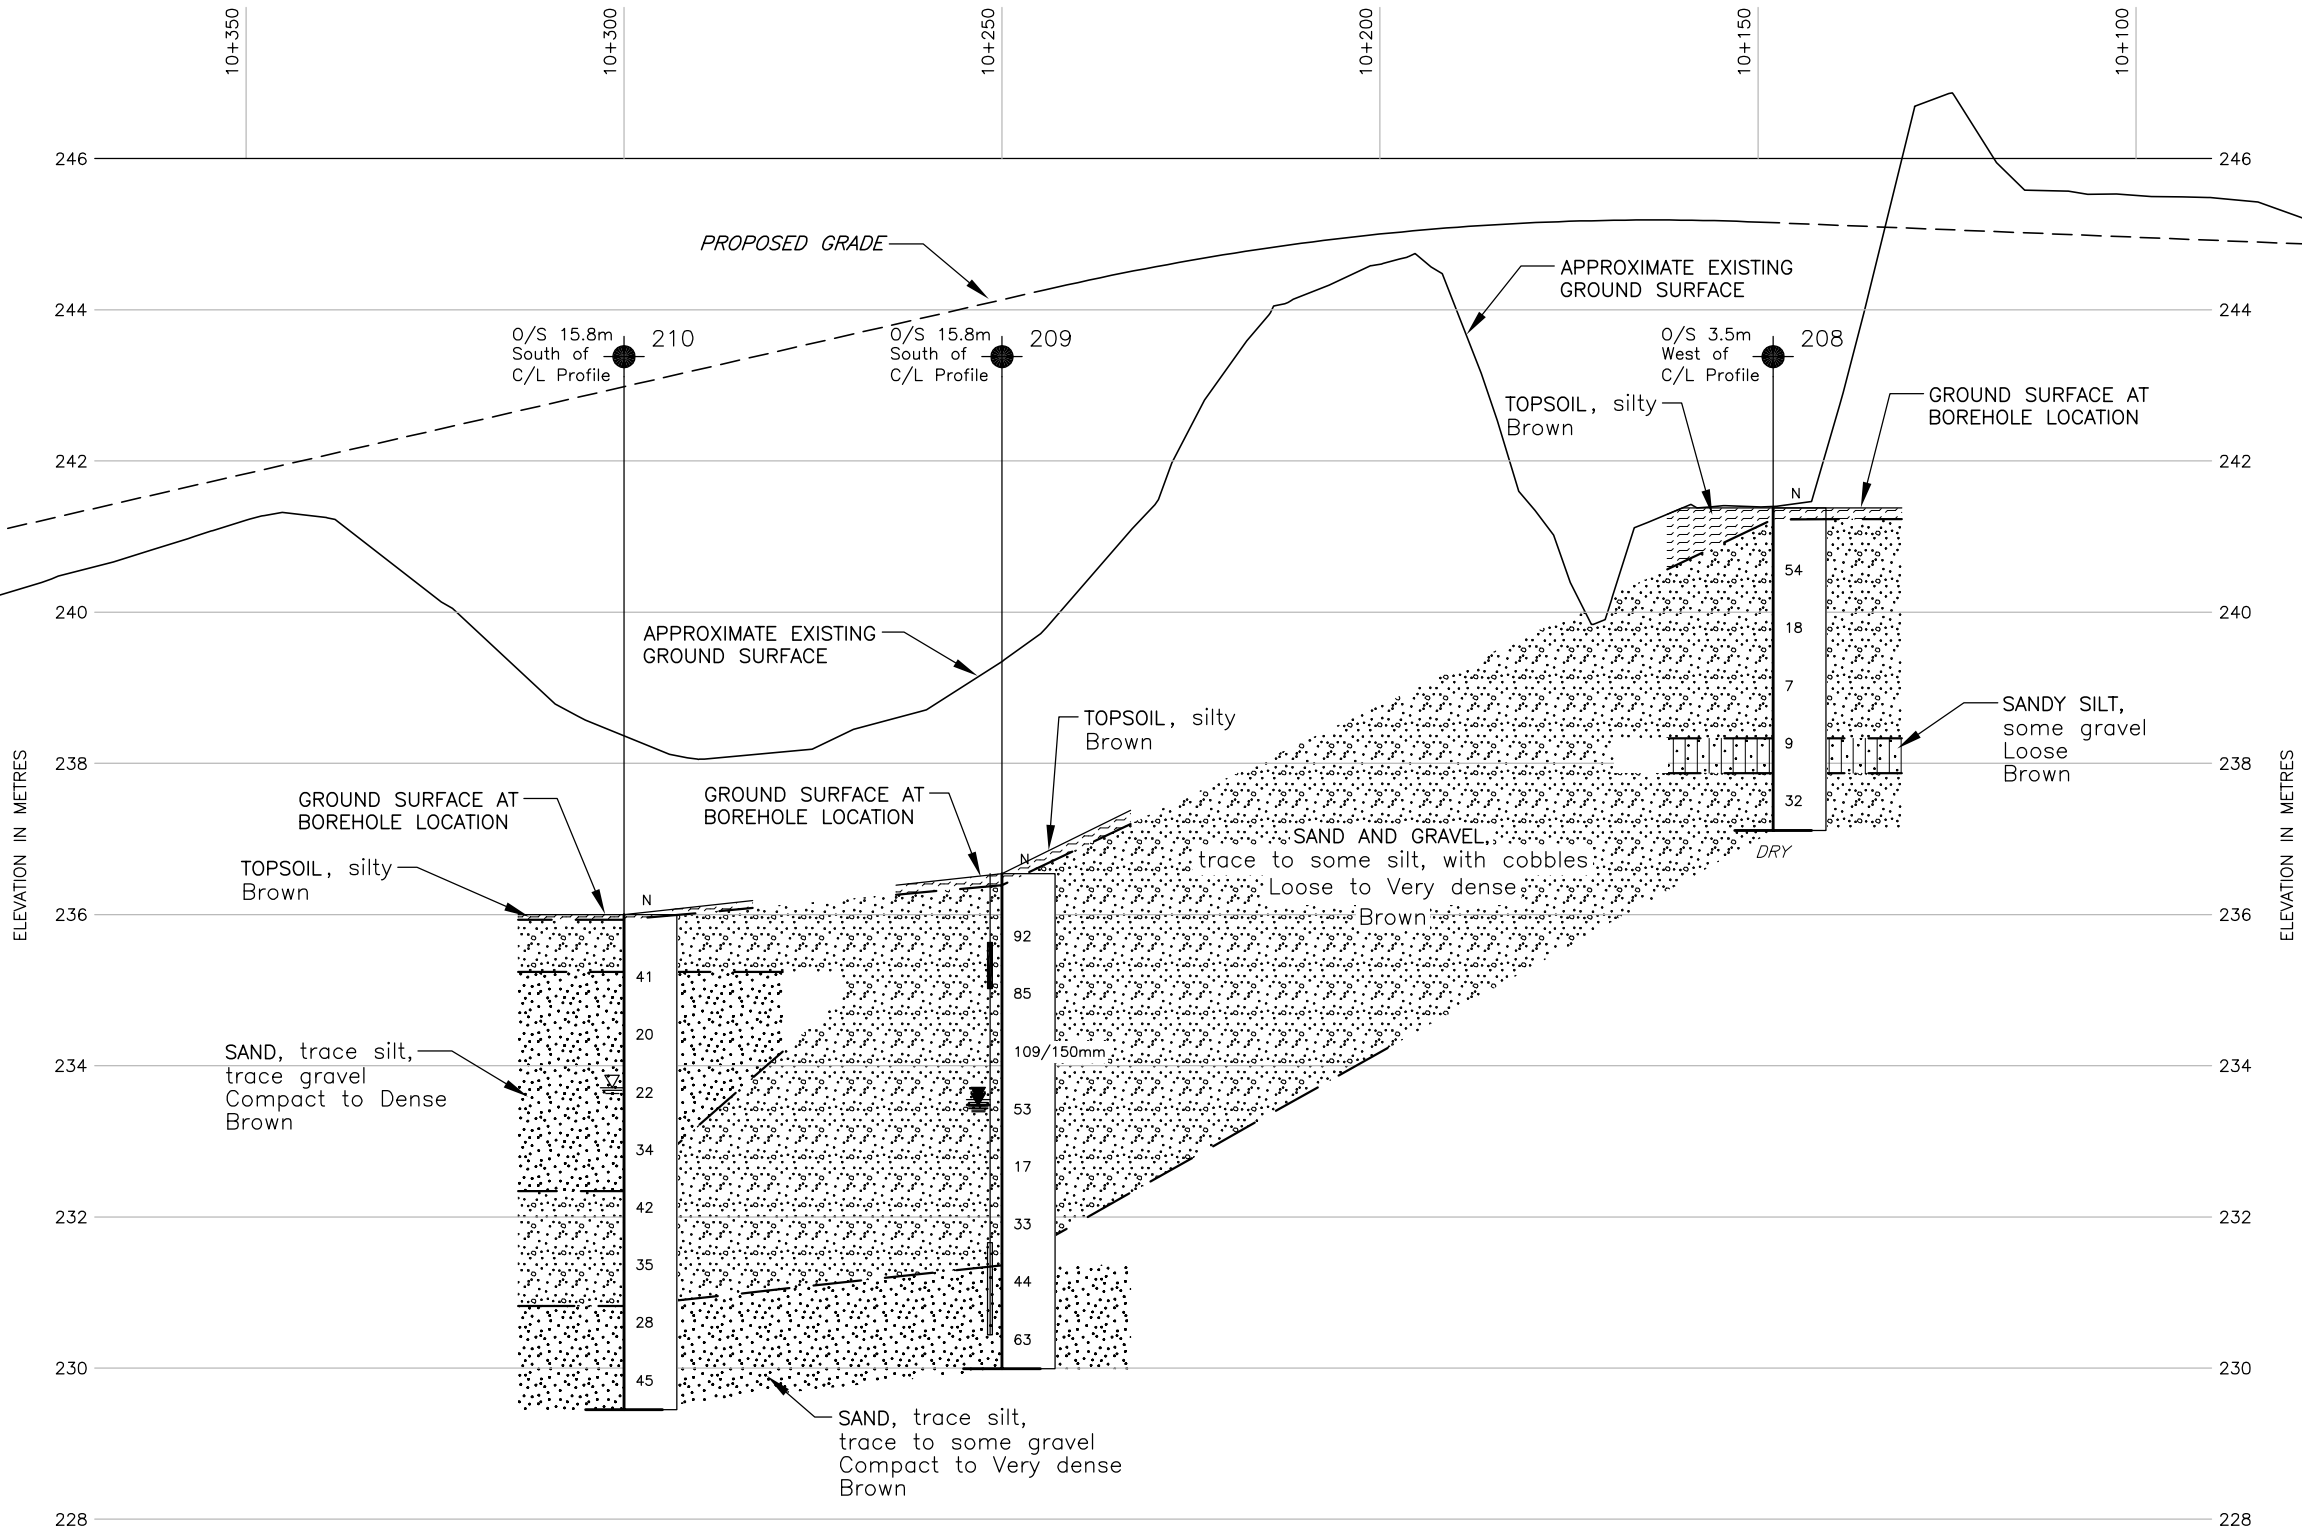 10+350
10+300
10+250
10+200
10+150
10+100
246
246
PROPOSED GRADE
APPROXIMATE EXISTING
GROUND SURFACE
244
244
O/S 15.8m
South of
C/L Profile
210
O/S 15.8m
South of
C/L Profile
209
O/S 3.5m
West of
C/L Profile
208
TOPSOIL, silty
Brown
GROUND SURFACE AT
BOREHOLE LOCATION
242
242
N
54
18
7
9
32
DRY
240
240
APPROXIMATE EXISTING
GROUND SURFACE
TOPSOIL, silty
Brown
SANDY SILT,
some gravel
Loose
Brown
238
238
ELEVATION IN METRES
ELEVATION IN METRES
GROUND SURFACE AT
BOREHOLE LOCATION
GROUND SURFACE AT
BOREHOLE LOCATION
TOPSOIL, silty
Brown
SAND AND GRAVEL,
trace to some silt, with cobbles
Loose to Very dense
Brown
236
236
N
41
20
22
34
42
35
28
45
N
92
85
109/150mm
53
17
33
44
63
SAND, trace silt,
trace gravel
Compact to Dense
Brown
234
234
232
232
230
230
SAND, trace silt,
trace to some gravel
Compact to Very dense
Brown
228
228